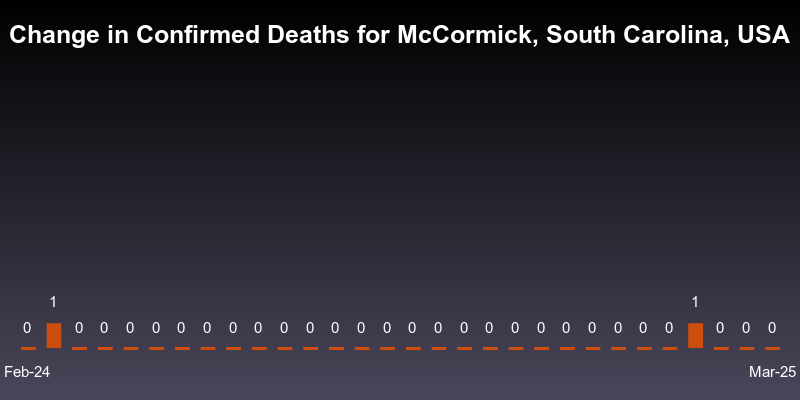 Change in Confirmed Deaths for McCormick, South Carolina, USA
1 1
0 0 0 0 0 0 0 0 0 0 0 0 0 0 0 0 0 0 0 0 0 0 0 0 0 0 0 0
Feb-24 Mar-25